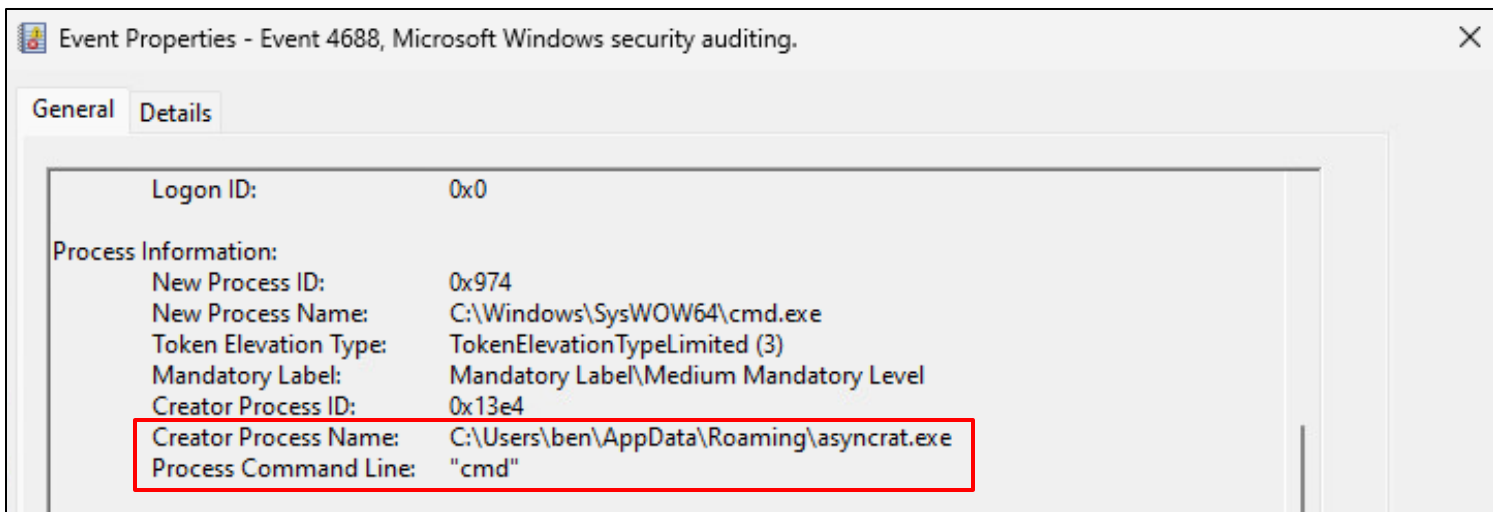 Event Properties - Event 4688, Microsoft Windows security auditing.
General Details
Logon ID: 0x0
Process Information:
New Process ID: 0x974
New Process Name: C:\Windows\SysWOW64\cmd.exe
Token Elevation Type: TokenElevationTypeLimited (3)
Mandatory Label: Mandatory Label\Medium Mandatory Level
Creator Process ID: 0x13e4
Creator Process Name: C:\Users\ben\AppData\Roaming\asyncrat.exe
Process Command Line: "cmd"